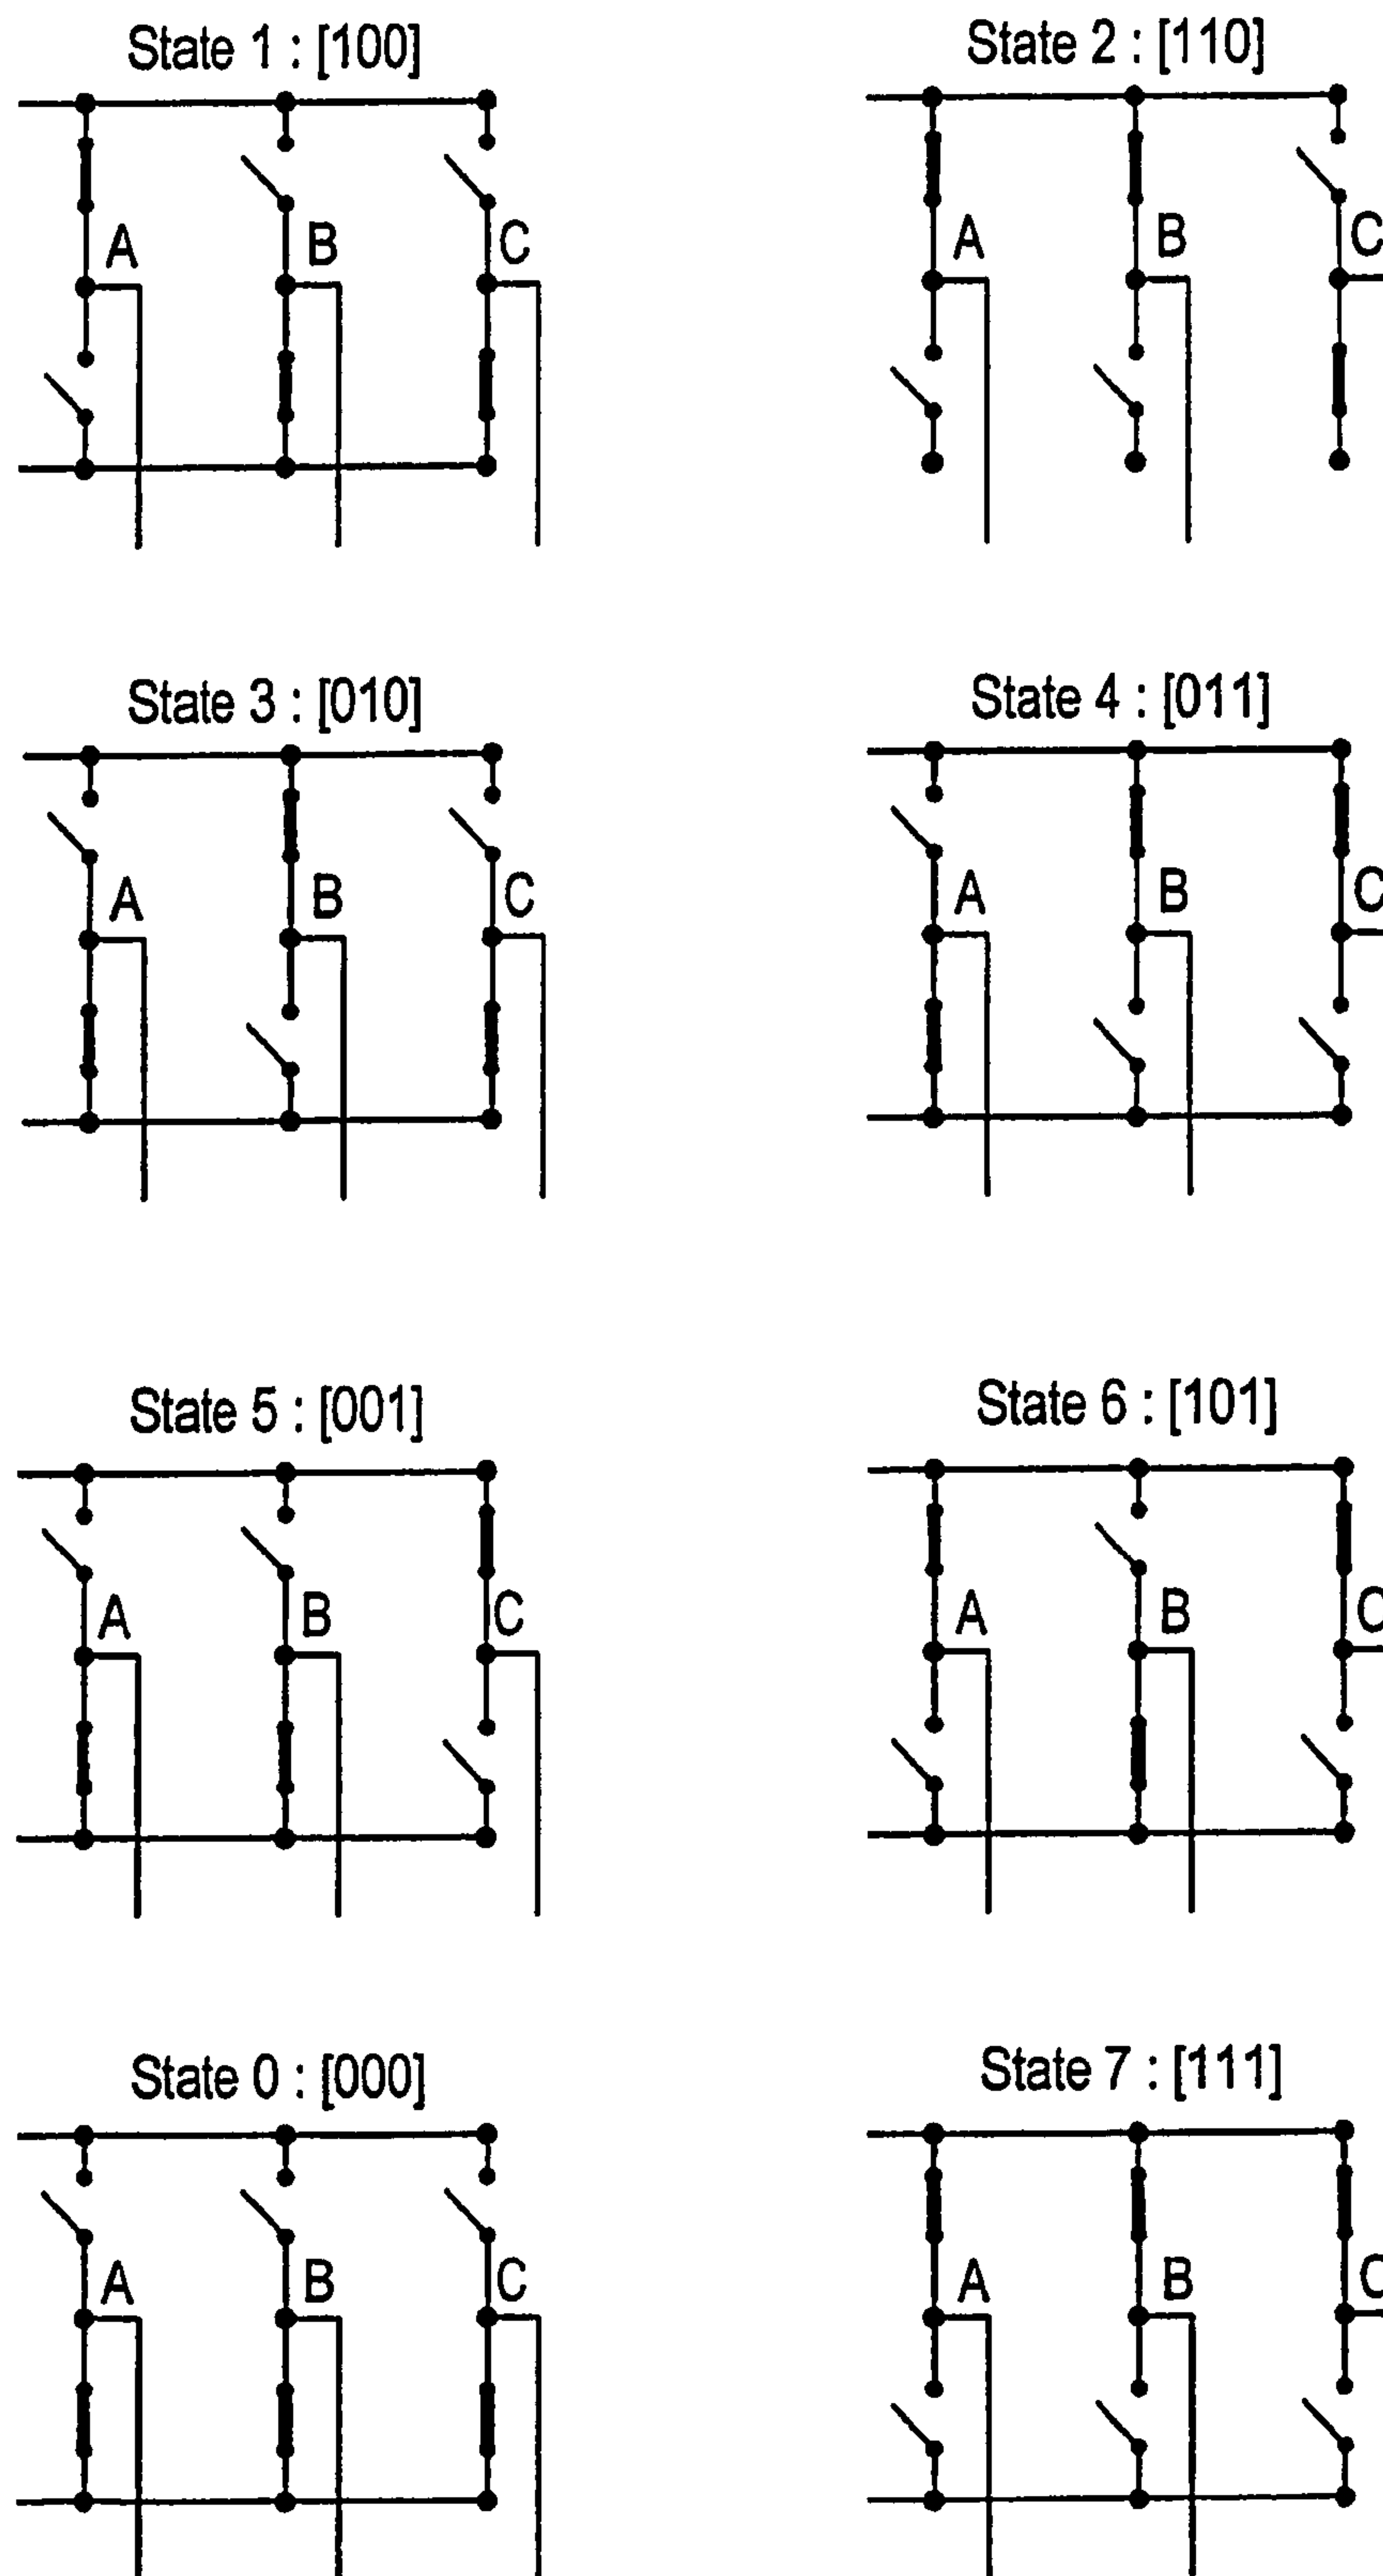 State 1 : [100]
State 2 : [110]
A B C
A B C
State 3 : [010]
State 4 : [011]
A B C
A B C
State 5 : [001]
State 6 : [101]
A B C
A B C
State 0 : [000]
State 7 : [111]
A B C
A B C